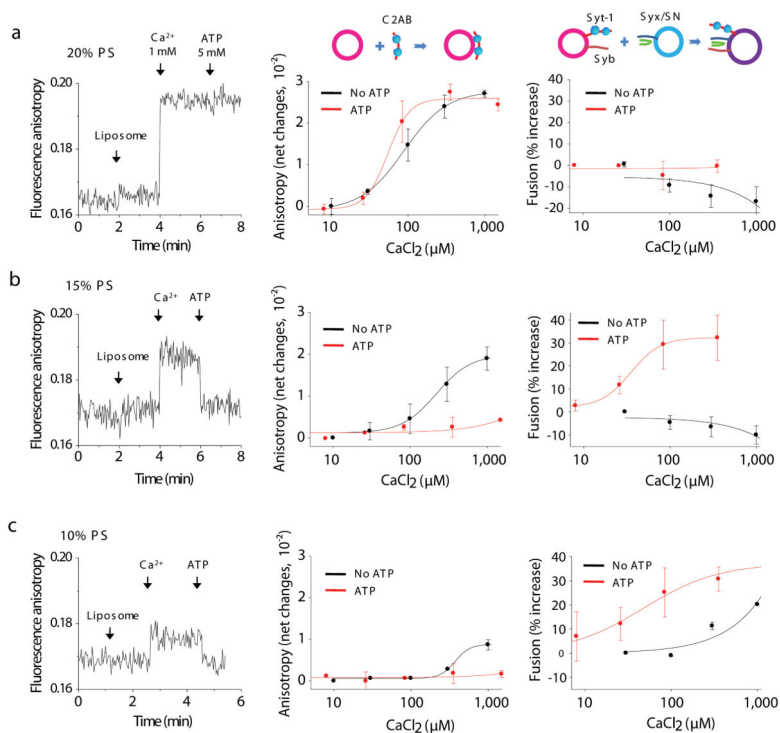 a
20% PS
Ca²⁺ ATP
1 mM 5 mM
Liposome
0.20
0.18
0.16
Fluorescence anisotropy
0 2 4 6 8
Time (min)
C2AB
No ATP
ATP
3
2
1
0
Anisotropy (net changes, 10⁻²)
10 100 1,000
CaCl₂ (µM)
Syt-1 Syx/SN
Syb
No ATP
ATP
40
30
20
10
0
-10
-20
Fusion (% increase)
10 100 1,000
CaCl₂ (µM)
b
15% PS
Ca²⁺ ATP
Liposome
0.20
0.18
0.16
Fluorescence anisotropy
0 2 4 6 8
Time (min)
No ATP
ATP
3
2
1
0
Anisotropy (net changes, 10⁻²)
10 100 1,000
CaCl₂ (µM)
No ATP
ATP
40
30
20
10
0
-10
Fusion (% increase)
10 100 1,000
CaCl₂ (µM)
c
10% PS
Ca²⁺ ATP
Liposome
0.20
0.18
0.16
Fluorescence anisotropy
0 2 4 6
Time (min)
No ATP
ATP
3
2
1
0
Anisotropy (net changes, 10⁻²)
10 100 1,000
CaCl₂ (µM)
No ATP
ATP
40
30
20
10
0
-10
Fusion (% increase)
10 100 1,000
CaCl₂ (µM)